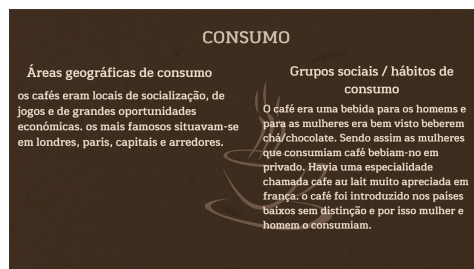 CONSUMO
Áreas geográficas de consumo
os cafés eram locais de socialização, de
jogos e de grandes oportunidades
económicas. os mais famosos situavam-se
em londres, paris, capitais e arredores.
Grupos sociais / hábitos de
consumo
O café era uma bebida para os homems e
para as mulheres era bem visto beberem
chá/chocolate. Sendo assim as mulheres
que consumiam café bebiam-no em
privado. Havia uma especialidade
chamada cafe au lait muito apreciada em
frança. o café foi introduzido nos países
baixos sem distinção e por isso mulher e
homem o consumiam.